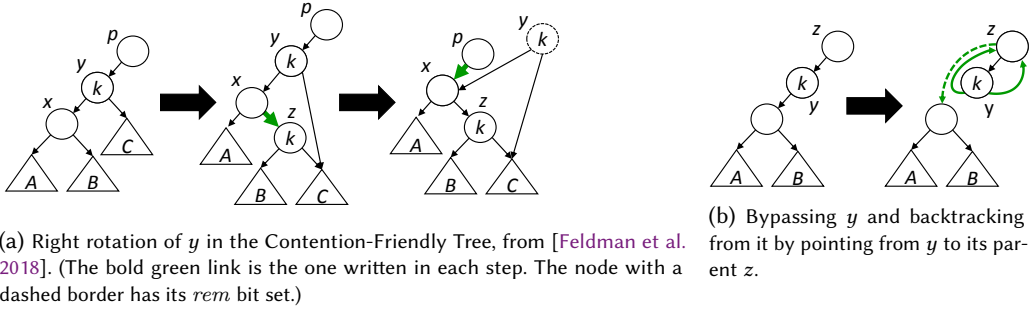 p
y
k
x
C
A
B
p
y
k
x
z
k
A
B
C
y
k
p
x
z
k
A
B
C
z
k
y
A
B
z
k
y
A
B
(a) Right rotation of y in the Contention-Friendly Tree, from [Feldman et al.
2018]. (The bold green link is the one written in each step. The node with a
dashed border has its rem bit set.)
(b) Bypassing y and backtracking
from it by pointing from y to its par-
ent z.